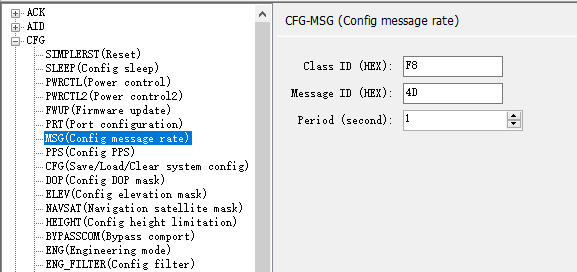 ACK
AID
CFG
SIMPLERST(Reset)
SLEEP(Config sleep)
PWRCTL(Power control)
PWRCTL2(Power control2)
FWUP(Firmware update)
PRT(Port configuration)
MSG(Config message rate)
PPS(Config PPS)
CFG(Save/Load/Clear system config)
DOP(Config DOP mask)
ELEV(Config elevation mask)
NAVSAT(Navigation satellite mask)
HEIGHT(Config height limitation)
BYPASSCOM(Bypass comport)
ENG(Engineering mode)
ENG_FILTER(Config filter)
CFG-MSG (Config message rate)
Class ID (HEX): F8
Message ID (HEX): 4D
Period (second): 1